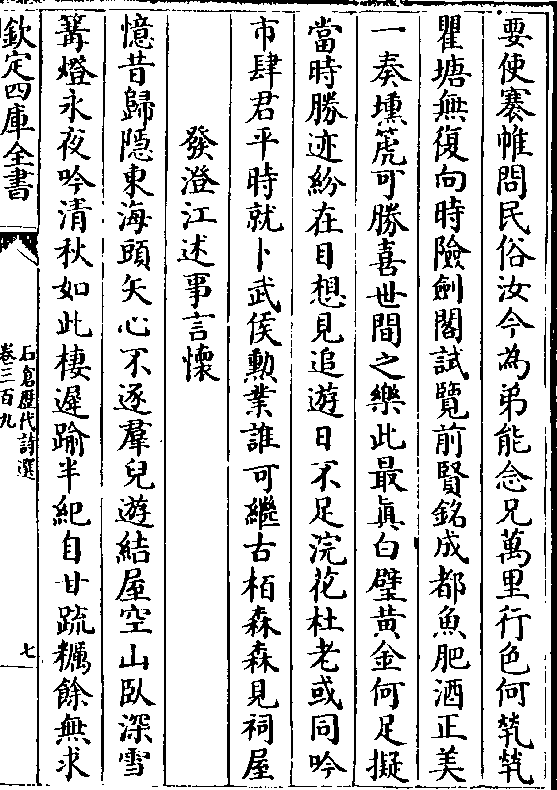 要使褰帷問民俗汝今為弟能念兄萬里行色何煢煢
瞿塘無復向時險劍閣試覽前賢銘成都魚肥酒正美
一奏壎箎可勝喜世間之樂此最真白璧黃金何足擬
當時勝迹紛在目想見追遊日不足浣花杜老或同吟
市肆君平時就卜武侯勲業誰可繼古栢森森見祠屋
發澄江述事言懷
憶昔歸隠東海頭矢心不逐羣兒遊結屋空山臥深雪
篝燈永夜吟清秋如此棲遲踰半紀自甘疏糲餘無求
欽定四庫全書
石倉歷代詩選
卷三百九
七